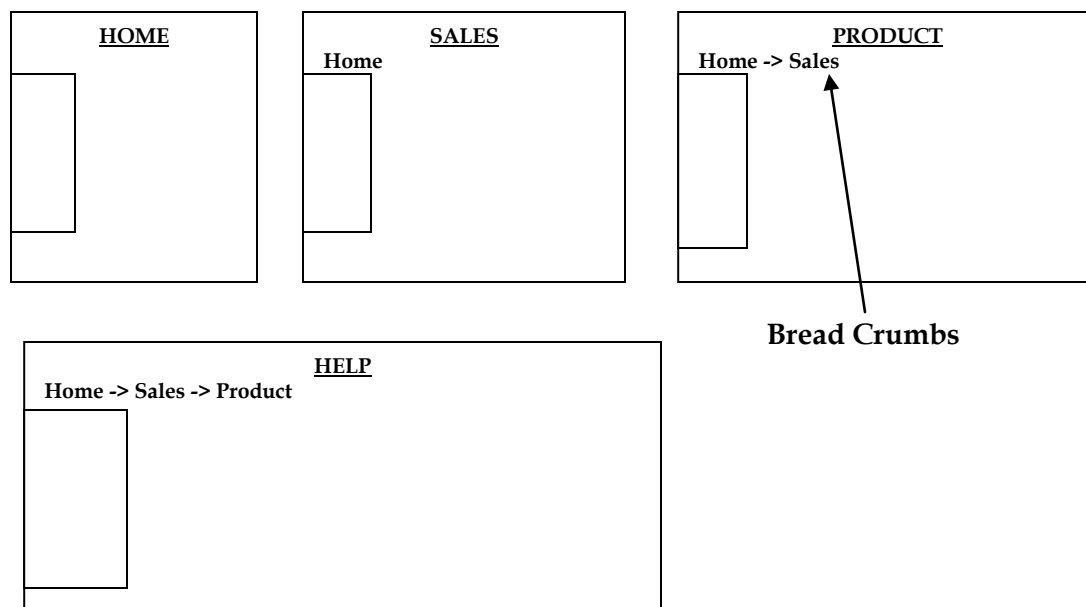 HOME
SALES
Home
PRODUCT
Home -> Sales
Bread Crumbs
HELP
Home -> Sales -> Product